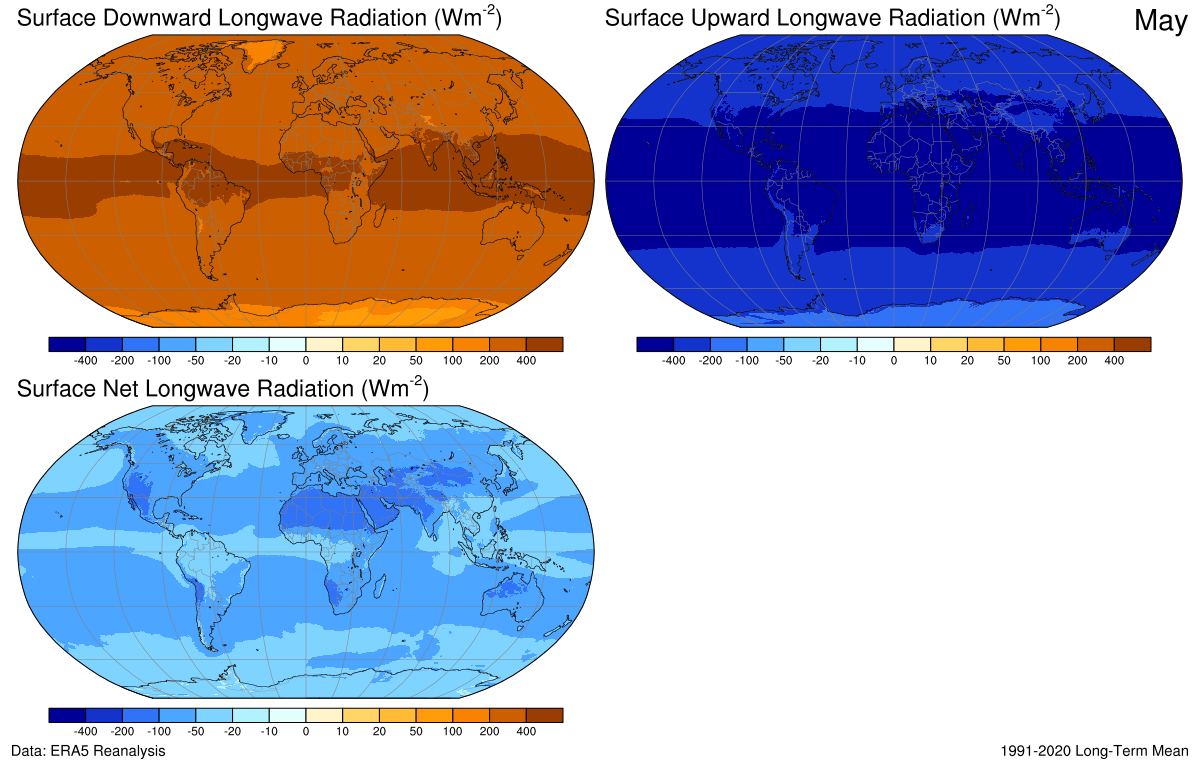 Surface Downward Longwave Radiation (Wm-2)
Surface Upward Longwave Radiation (Wm-2)
May
-400 -200 -100 -50 -20 -10 0 10 20 50 100 200 400
-400 -200 -100 -50 -20 -10 0 10 20 50 100 200 400
Surface Net Longwave Radiation (Wm-2)
-400 -200 -100 -50 -20 -10 0 10 20 50 100 200 400
Data: ERA5 Reanalysis
1991-2020 Long-Term Mean